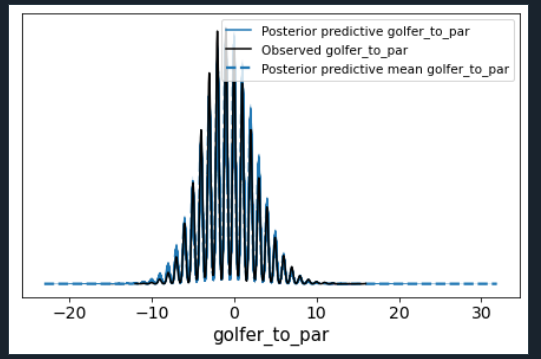 Posterior predictive golfer_to_par
Observed golfer_to_par
Posterior predictive mean golfer_to_par
−20 −10 0 10 20 30
golfer_to_par